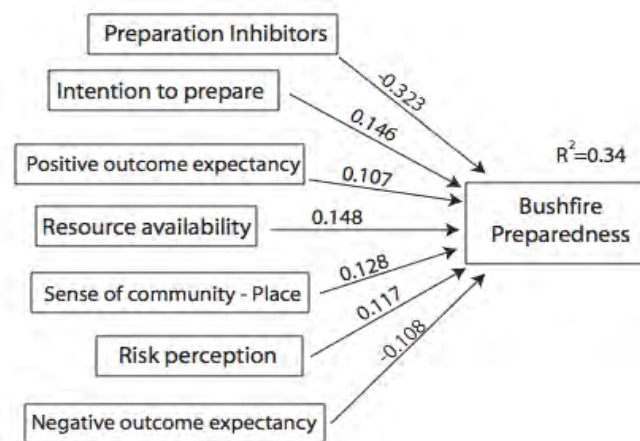 Preparation Inhibitors
-0.323
Intention to prepare
0.146
R²=0.34
Positive outcome expectancy
0.107
Bushfire
Preparedness
Resource availability
0.148
Sense of community - Place
0.128
Risk perception
0.117
Negative outcome expectancy
-0.108